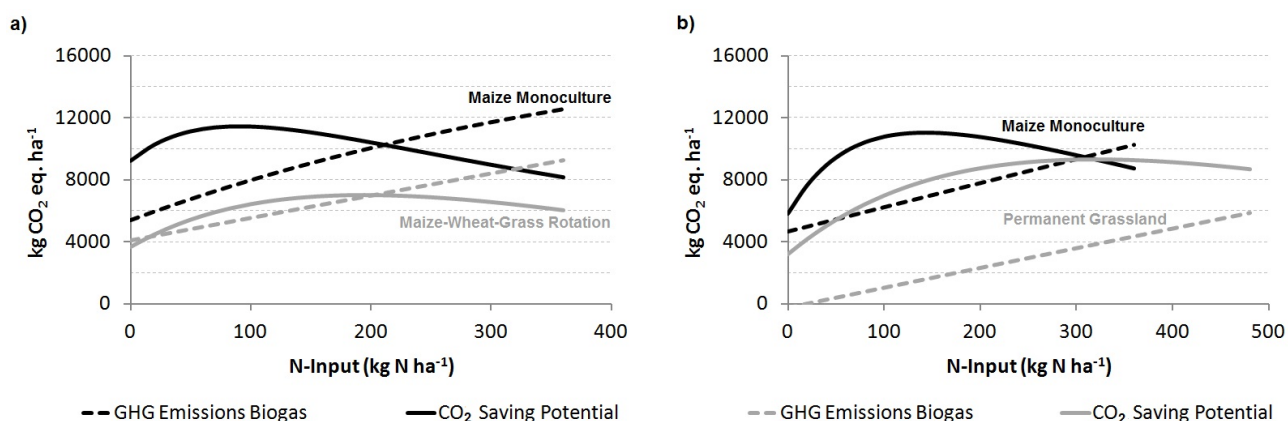 a)
16000
12000
8000
4000
0
kg CO₂ eq. ha⁻¹
Maize Monoculture
Maize-Wheat-Grass Rotation
0 100 200 300 400
N-Input (kg N ha⁻¹)
GHG Emissions Biogas CO₂ Saving Potential
b)
16000
12000
8000
4000
0
kg CO₂ eq. ha⁻¹
Maize Monoculture
Permanent Grassland
0 100 200 300 400 500
N-Input (kg N ha⁻¹)
GHG Emissions Biogas CO₂ Saving Potential